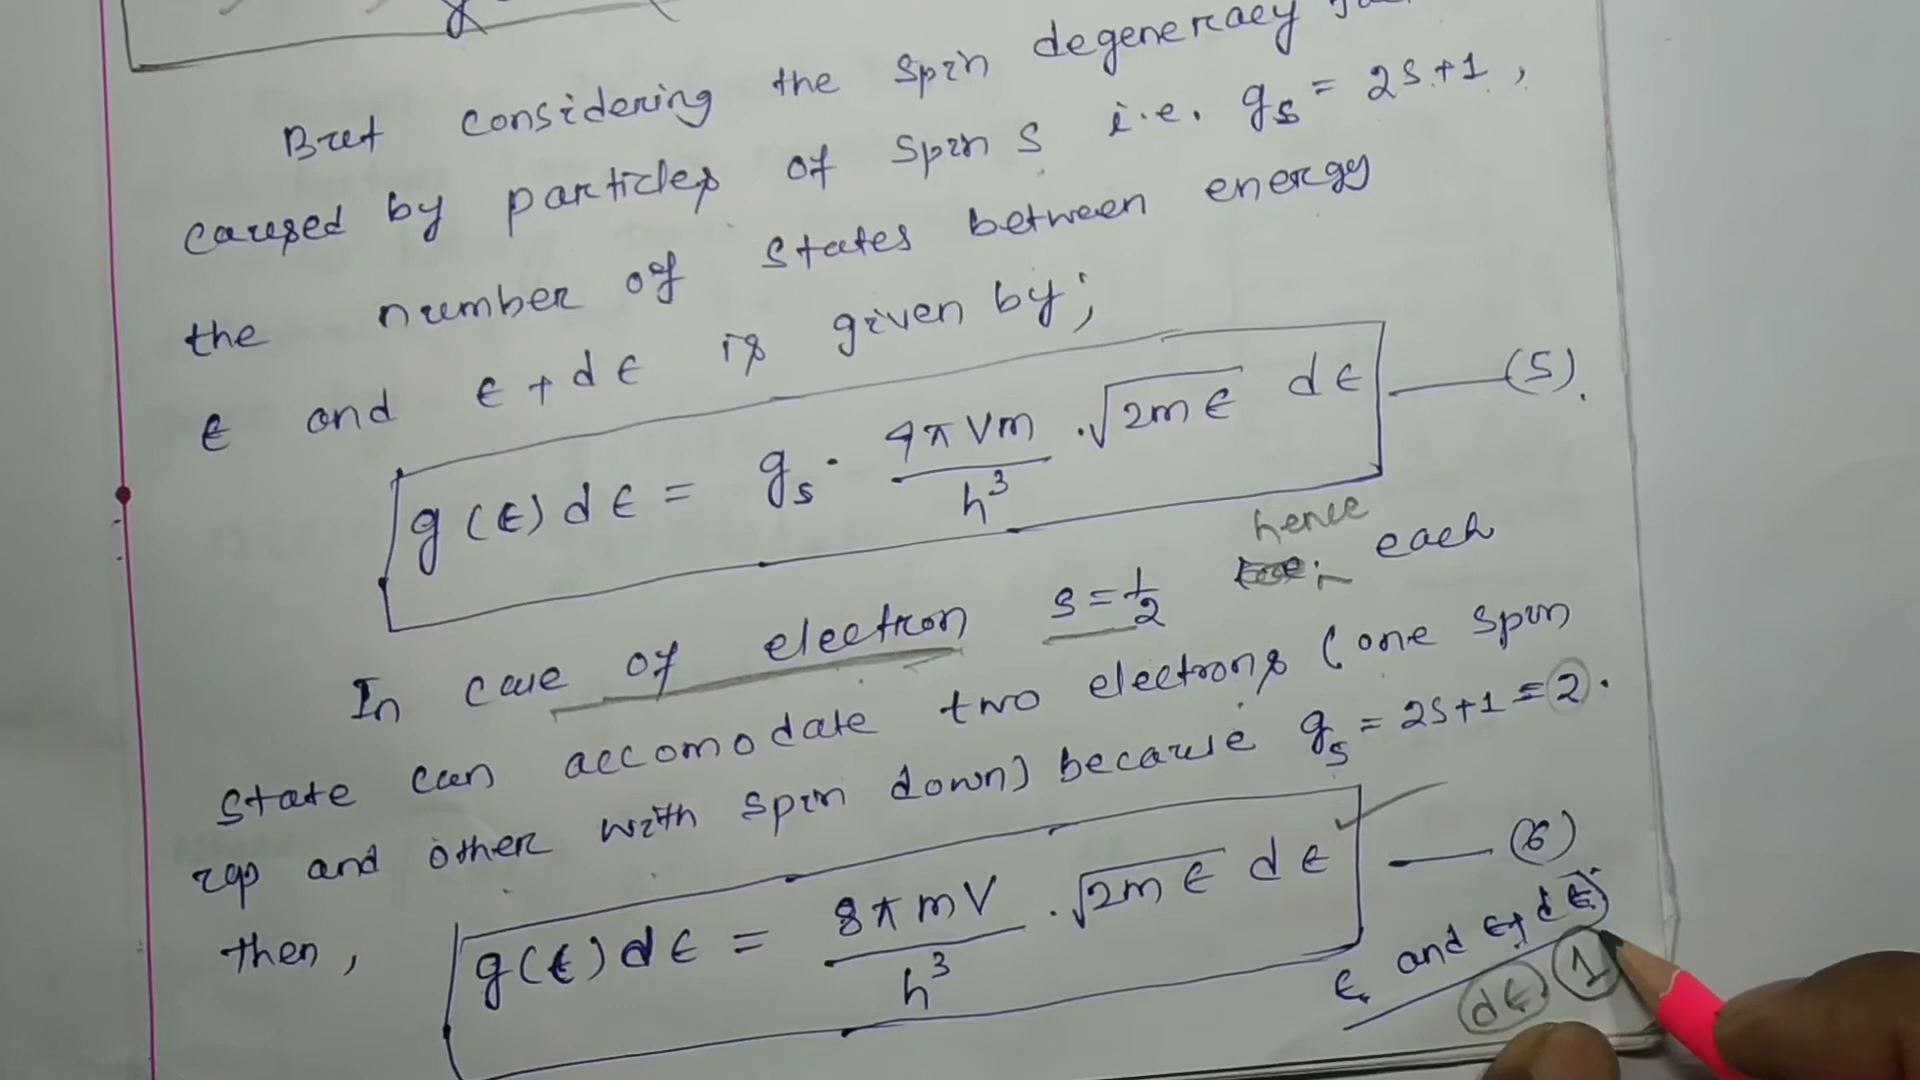 But considering the spin degeneracy
caused by particles of spin s i.e. gₛ = 2s+1,
the number of states between energy
ϵ and ϵ + dϵ is given by;
g(ϵ)dϵ = gₛ · 4πVm/h³ · √2mϵ dϵ —— (5).
In case of electron s = 1/2 hence each
state can accomodate two electrons (one spin
up and other with spin down) because gₛ = 2s+1 = 2.
then, g(ϵ)dϵ = 8πmV/h³ · √2mϵ dϵ —— (6)
ϵ and ϵ+dϵ
dϵ 1